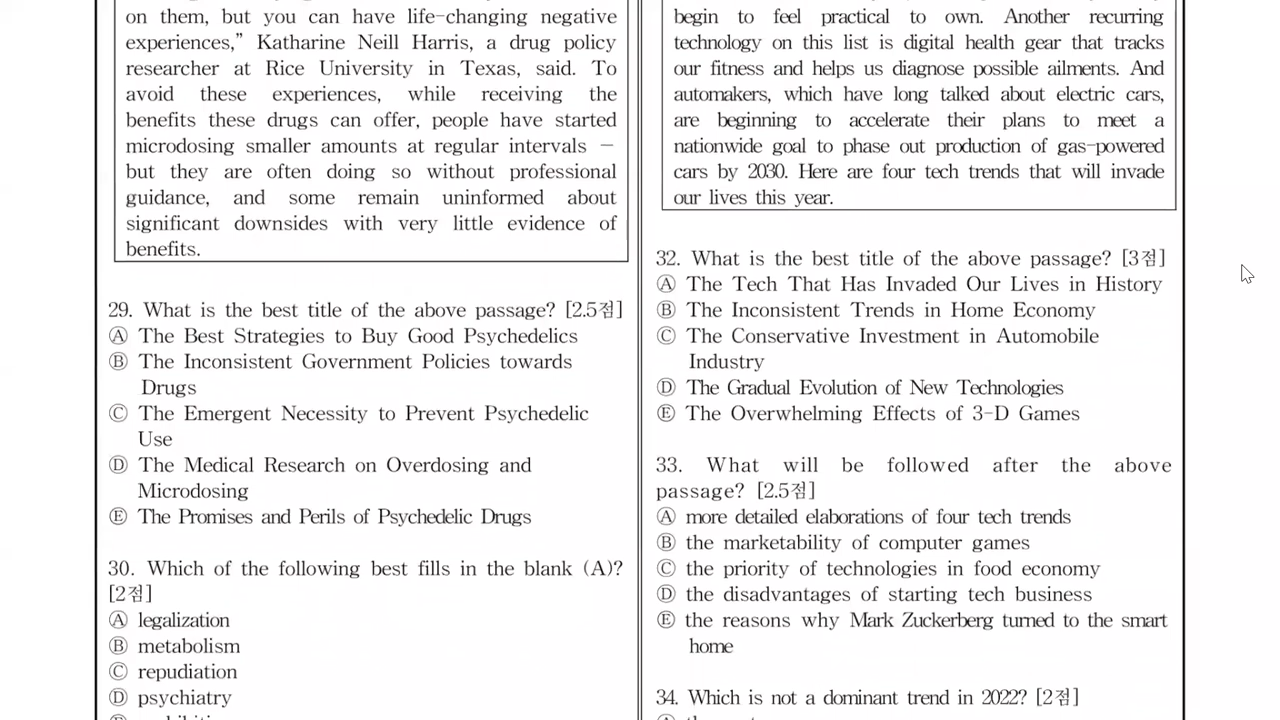 on them, but you can have life-changing negative
experiences,” Katharine Neill Harris, a drug policy
researcher at Rice University in Texas, said. To
avoid these experiences, while receiving the
benefits these drugs can offer, people have started
microdosing smaller amounts at regular intervals –
but they are often doing so without professional
guidance, and some remain uninformed about
significant downsides with very little evidence of
benefits.
29. What is the best title of the above passage? [2.5점]
Ⓐ The Best Strategies to Buy Good Psychedelics
Ⓑ The Inconsistent Government Policies towards
Drugs
Ⓒ The Emergent Necessity to Prevent Psychedelic
Use
Ⓓ The Medical Research on Overdosing and
Microdosing
Ⓔ The Promises and Perils of Psychedelic Drugs
30. Which of the following best fills in the blank (A)?
[2점]
Ⓐ legalization
Ⓑ metabolism
Ⓒ repudiation
Ⓓ psychiatry
begin to feel practical to own. Another recurring
technology on this list is digital health gear that tracks
our fitness and helps us diagnose possible ailments. And
automakers, which have long talked about electric cars,
are beginning to accelerate their plans to meet a
nationwide goal to phase out production of gas-powered
cars by 2030. Here are four tech trends that will invade
our lives this year.
32. What is the best title of the above passage? [3점]
Ⓐ The Tech That Has Invaded Our Lives in History
Ⓑ The Inconsistent Trends in Home Economy
Ⓒ The Conservative Investment in Automobile
Industry
Ⓓ The Gradual Evolution of New Technologies
Ⓔ The Overwhelming Effects of 3-D Games
33. What will be followed after the above
passage? [2.5점]
Ⓐ more detailed elaborations of four tech trends
Ⓑ the marketability of computer games
Ⓒ the priority of technologies in food economy
Ⓓ the disadvantages of starting tech business
Ⓔ the reasons why Mark Zuckerberg turned to the smart
home
34. Which is not a dominant trend in 2022? [2점]